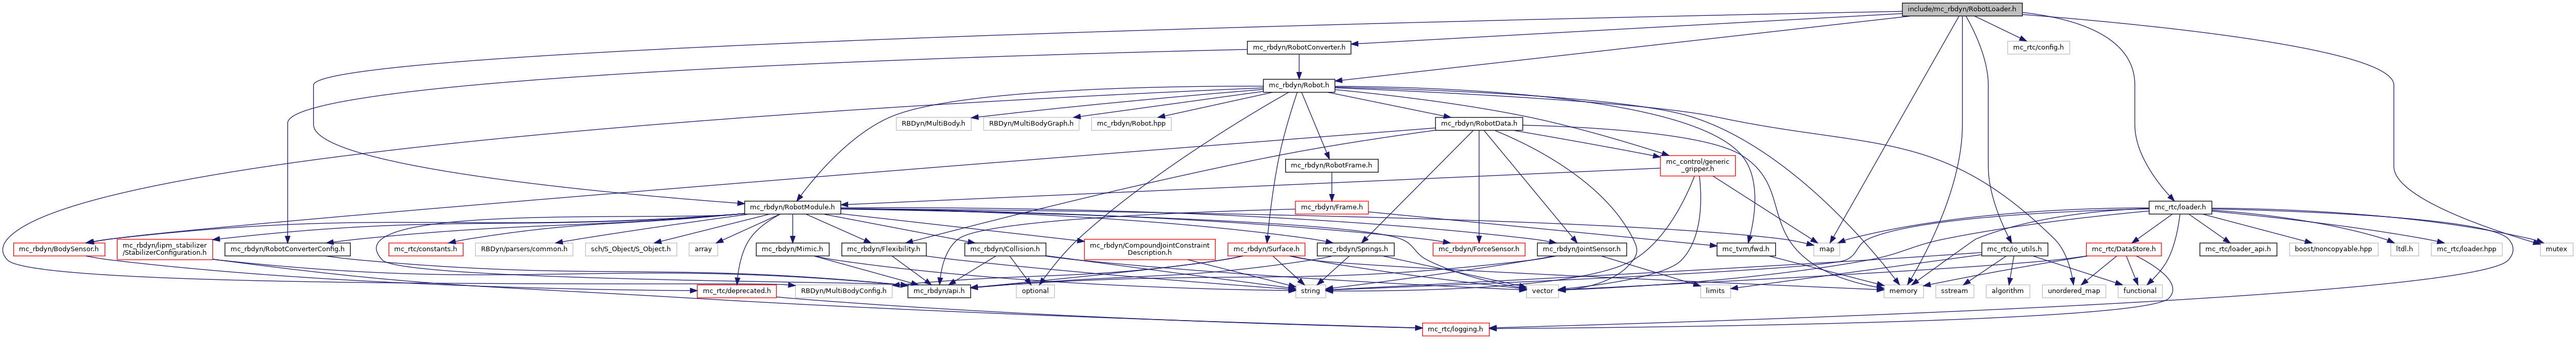 include/mc_rbdyn/RobotLoader.h
mc_rbdyn/RobotConverter.h
mc_rtc/config.h
mc_rbdyn/Robot.h
RBDyn/MultiBody.h
RBDyn/MultiBodyGraph.h
mc_rbdyn/Robot.hpp
mc_rbdyn/RobotData.h
mc_rbdyn/RobotFrame.h
mc_control/generic
_gripper.h
mc_rbdyn/RobotModule.h
mc_rbdyn/Frame.h
mc_rtc/loader.h
mc_rbdyn/BodySensor.h
mc_rbdyn/lipm_stabilizer
/StabilizerConfiguration.h
mc_rbdyn/RobotConverterConfig.h
mc_rtc/constants.h
RBDyn/parsers/common.h
sch/S_Object/S_Object.h
array
mc_rbdyn/Mimic.h
mc_rbdyn/Flexibility.h
mc_rbdyn/Collision.h
mc_rbdyn/CompoundJointConstraint
Description.h
mc_rbdyn/Surface.h
mc_rbdyn/Springs.h
mc_rbdyn/ForceSensor.h
mc_rbdyn/JointSensor.h
mc_tvm/fwd.h
map
mc_rtc/io_utils.h
mc_rtc/DataStore.h
mc_rtc/loader_api.h
boost/noncopyable.hpp
ltdl.h
mc_rtc/loader.hpp
mutex
mc_rtc/deprecated.h
RBDyn/MultiBodyConfig.h
mc_rbdyn/api.h
optional
string
vector
limits
memory
sstream
algorithm
unordered_map
functional
mc_rtc/logging.h